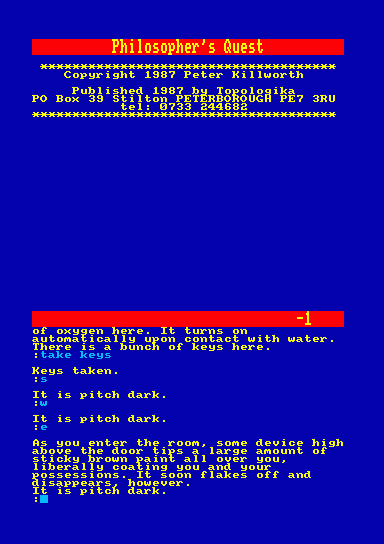 Philosopher's Quest
*************************************
Copyright 1987 Peter Killworth
Published 1987 by Topologika
PO Box 39 Stilton PETERBOROUGH PE7 3RU
tel: 0733 244682
**************************************
-1
of oxygen here. It turns on
automatically upon contact with water.
There is a bunch of keys here.
:take keys
Keys taken.
:s
It is pitch dark.
:w
It is pitch dark.
:e
As you enter the room, some device high
above the door tips a large amount of
sticky brown paint all over you,
liberally coating you and your
possessions. It soon flakes off and
disappears, however.
It is pitch dark.
: